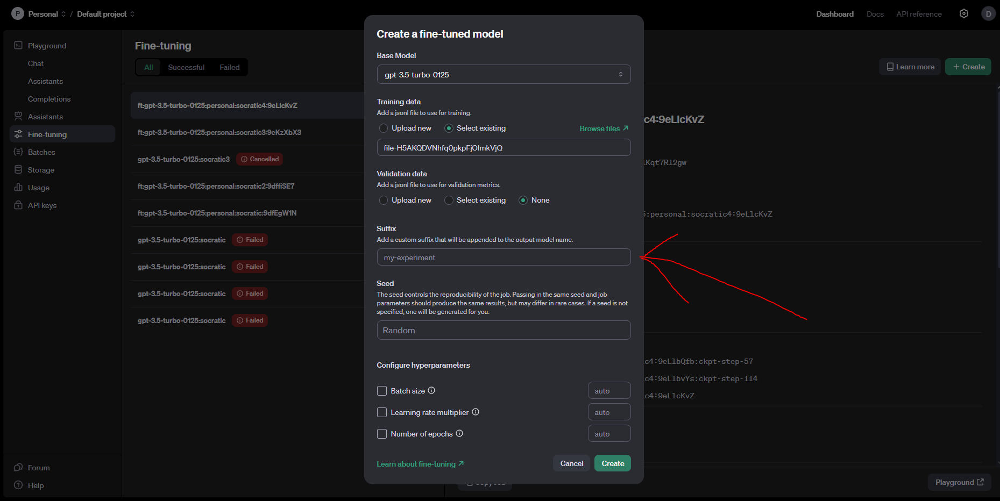 P Personal / Default project
Dashboard Docs API reference D
Playground
Chat
Assistants
Completions
Assistants
Fine-tuning
Batches
Storage
Usage
API keys
Forum
Help
Fine-tuning
All Successful Failed
Learn more + Create
ft:gpt-3.5-turbo-0125:personal:socratic4:9eLlcKvZ
ft:gpt-3.5-turbo-0125:personal:socratic3:9eKzXbX3
gpt-3.5-turbo-0125:socratic3 Cancelled
ft:gpt-3.5-turbo-0125:personal:socratic2:9dffiSE7
ft:gpt-3.5-turbo-0125:personal:socratic:9dfEgW1N
gpt-3.5-turbo-0125:socratic Failed
gpt-3.5-turbo-0125:socratic Failed
gpt-3.5-turbo-0125:socratic Failed
gpt-3.5-turbo-0125:socratic Failed
Create a fine-tuned model
Base Model
gpt-3.5-turbo-0125
Training data
Add a jsonl file to use for training.
Upload new Select existing Browse files
file-H5AKQDVNhfq0pkpFjOlmkVjQ
Validation data
Add a jsonl file to use for validation metrics.
Upload new Select existing None
Suffix
Add a custom suffix that will be appended to the output model name.
my-experiment
Seed
The seed controls the reproducibility of the job. Passing in the same seed and job
parameters should produce the same results, but may differ in rare cases. If a seed is not
specified, one will be generated for you.
Random
Configure hyperparameters
Batch size auto
Learning rate multiplier auto
Number of epochs auto
Learn about fine-tuning
Cancel Create
c4:9eLlcKvZ
Kqt7R12gw
:personal:socratic4:9eLlcKvZ
c4:9eLlbQfb:ckpt-step-57
c4:9eLlbvYs:ckpt-step-114
c4:9eLlcKvZ
Playground